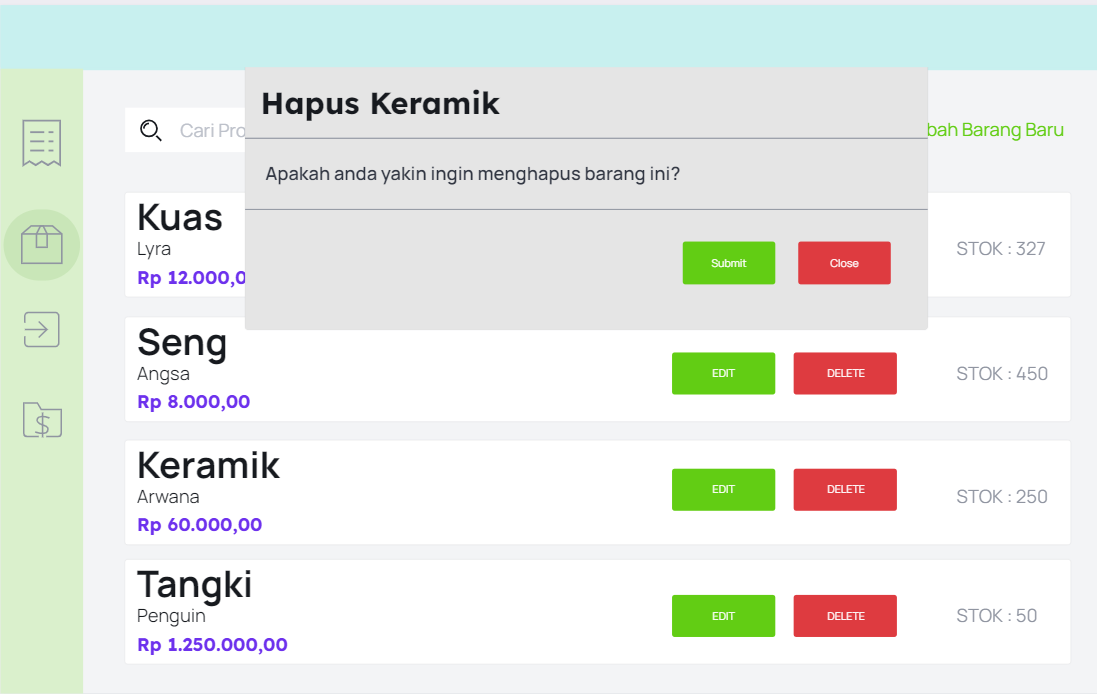 Hapus Keramik
Cari Pro
bah Barang Baru
Apakah anda yakin ingin menghapus barang ini?
Kuas
Lyra
Rp 12.000,0
Submit
Close
STOK : 327
Seng
Angsa
Rp 8.000,00
EDIT
DELETE
STOK : 450
Keramik
Arwana
Rp 60.000,00
EDIT
DELETE
STOK : 250
Tangki
Penguin
Rp 1.250.000,00
EDIT
DELETE
STOK : 50